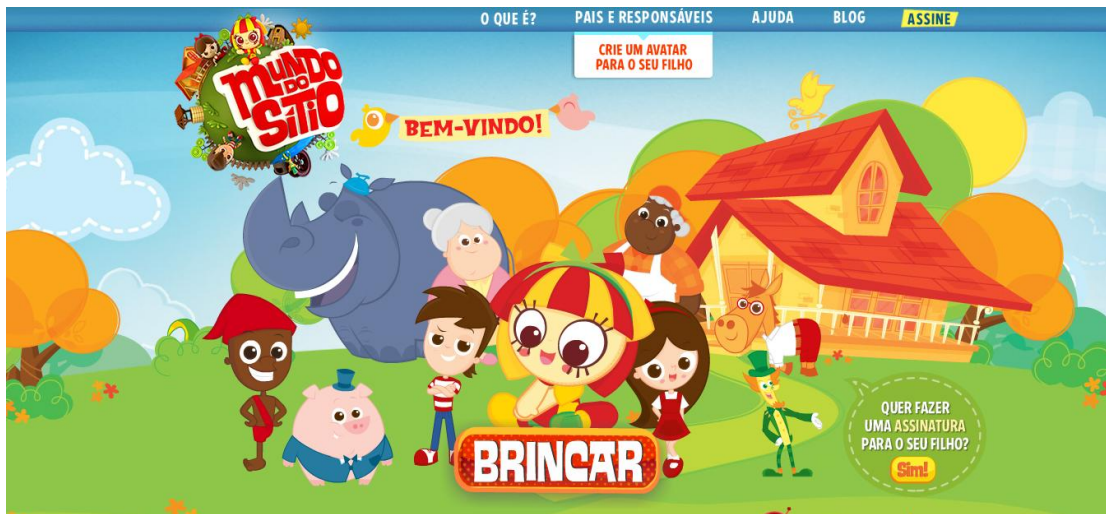 O QUE É? PAIS E RESPONSÁVEIS AJUDA BLOG ASSINE
CRIE UM AVATAR
PARA O SEU FILHO
MUNDO
DO
SÍTIO
BEM-VINDO!
BRINCAR
QUER FAZER
UMA ASSINATURA
PARA O SEU FILHO?
Sim!